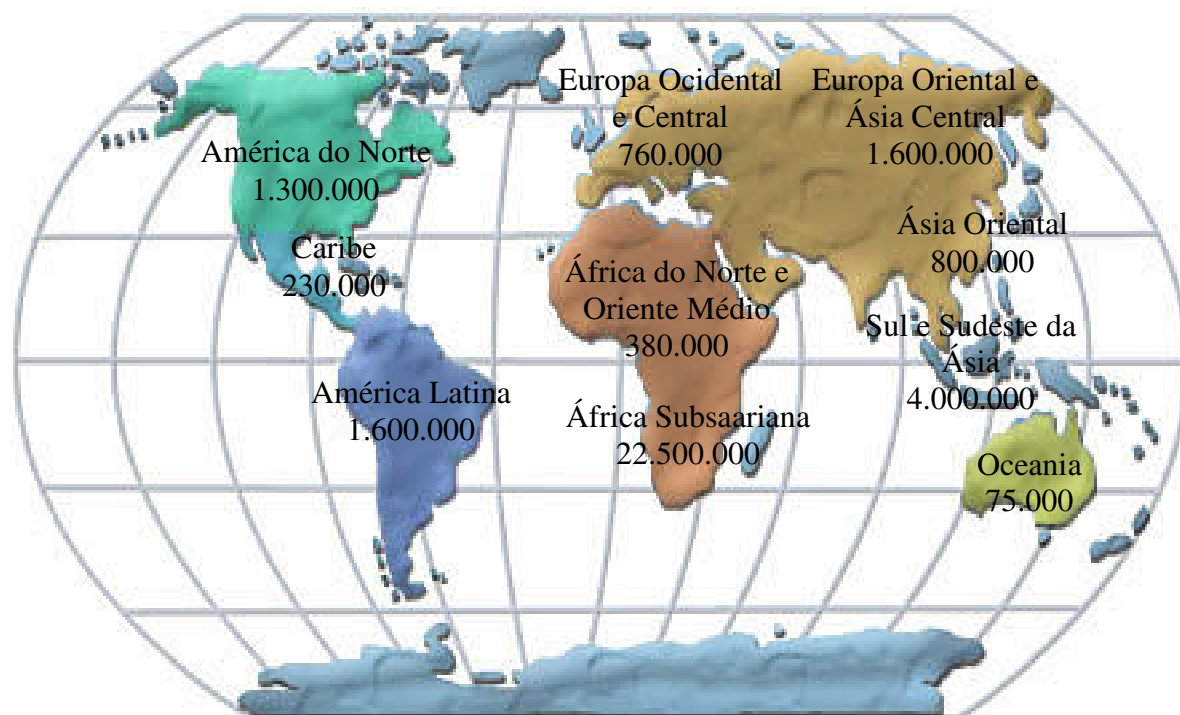 Europa Ocidental
e Central
760.000
Europa Oriental e
Ásia Central
1.600.000
América do Norte
1.300.000
Caribe
230.000
Ásia Oriental
800.000
África do Norte e
Oriente Médio
380.000
Sul e Sudeste da
Ásia
4.000.000
América Latina
1.600.000
África Subsaariana
22.500.000
Oceania
75.000